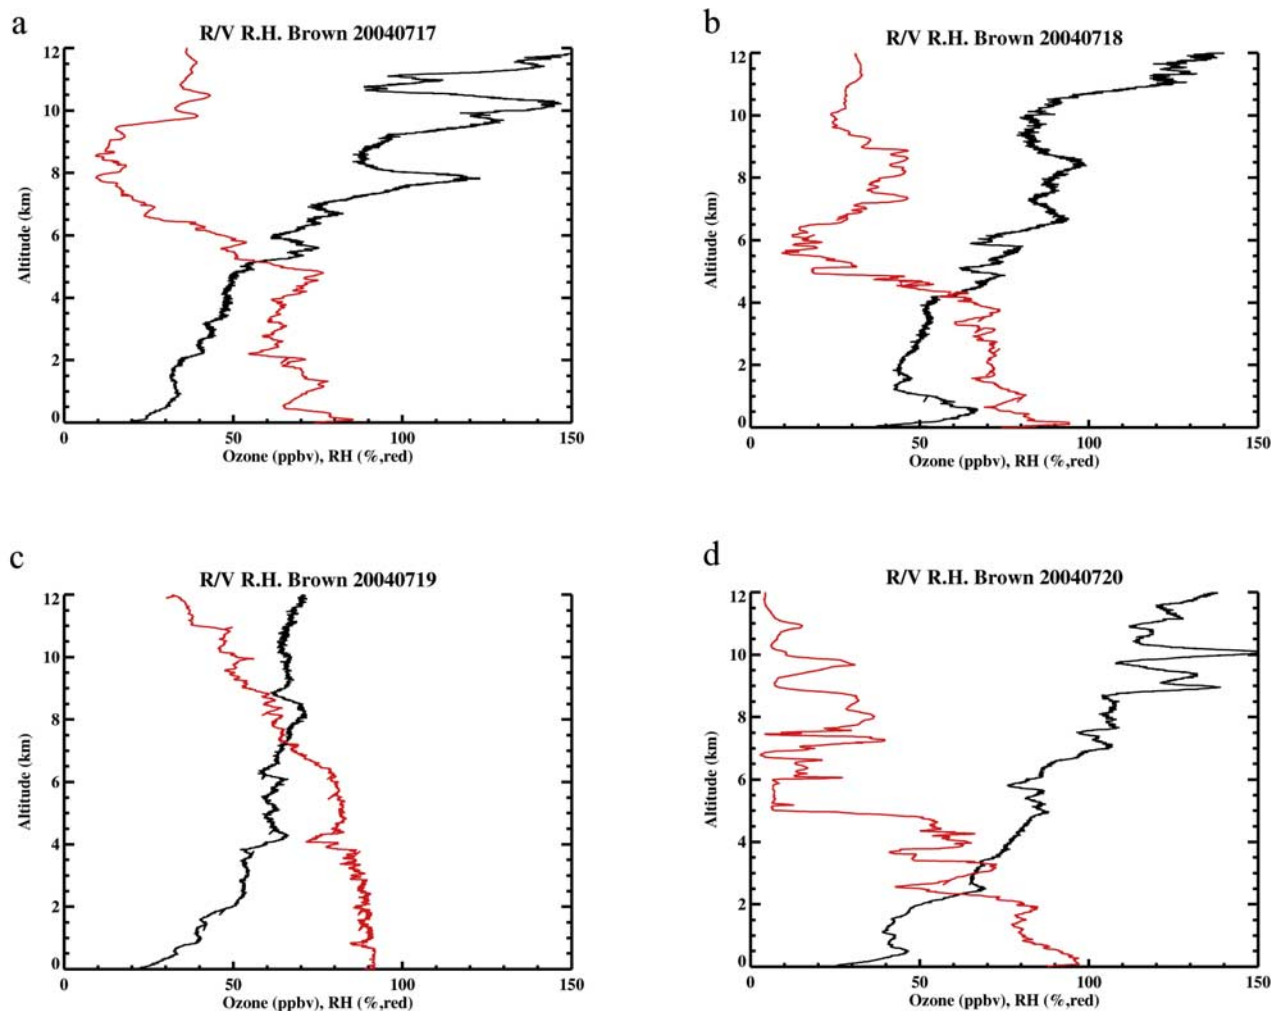 a
R/V R.H. Brown 20040717
12
10
8
6
4
2
0
Altitude (km)
0 50 100 150
Ozone (ppbv), RH (%,red)
b
R/V R.H. Brown 20040718
12
10
8
6
4
2
0
Altitude (km)
0 50 100 150
Ozone (ppbv), RH (%,red)
c
R/V R.H. Brown 20040719
12
10
8
6
4
2
0
Altitude (km)
0 50 100 150
Ozone (ppbv), RH (%,red)
d
R/V R.H. Brown 20040720
12
10
8
6
4
2
0
Altitude (km)
0 50 100 150
Ozone (ppbv), RH (%,red)